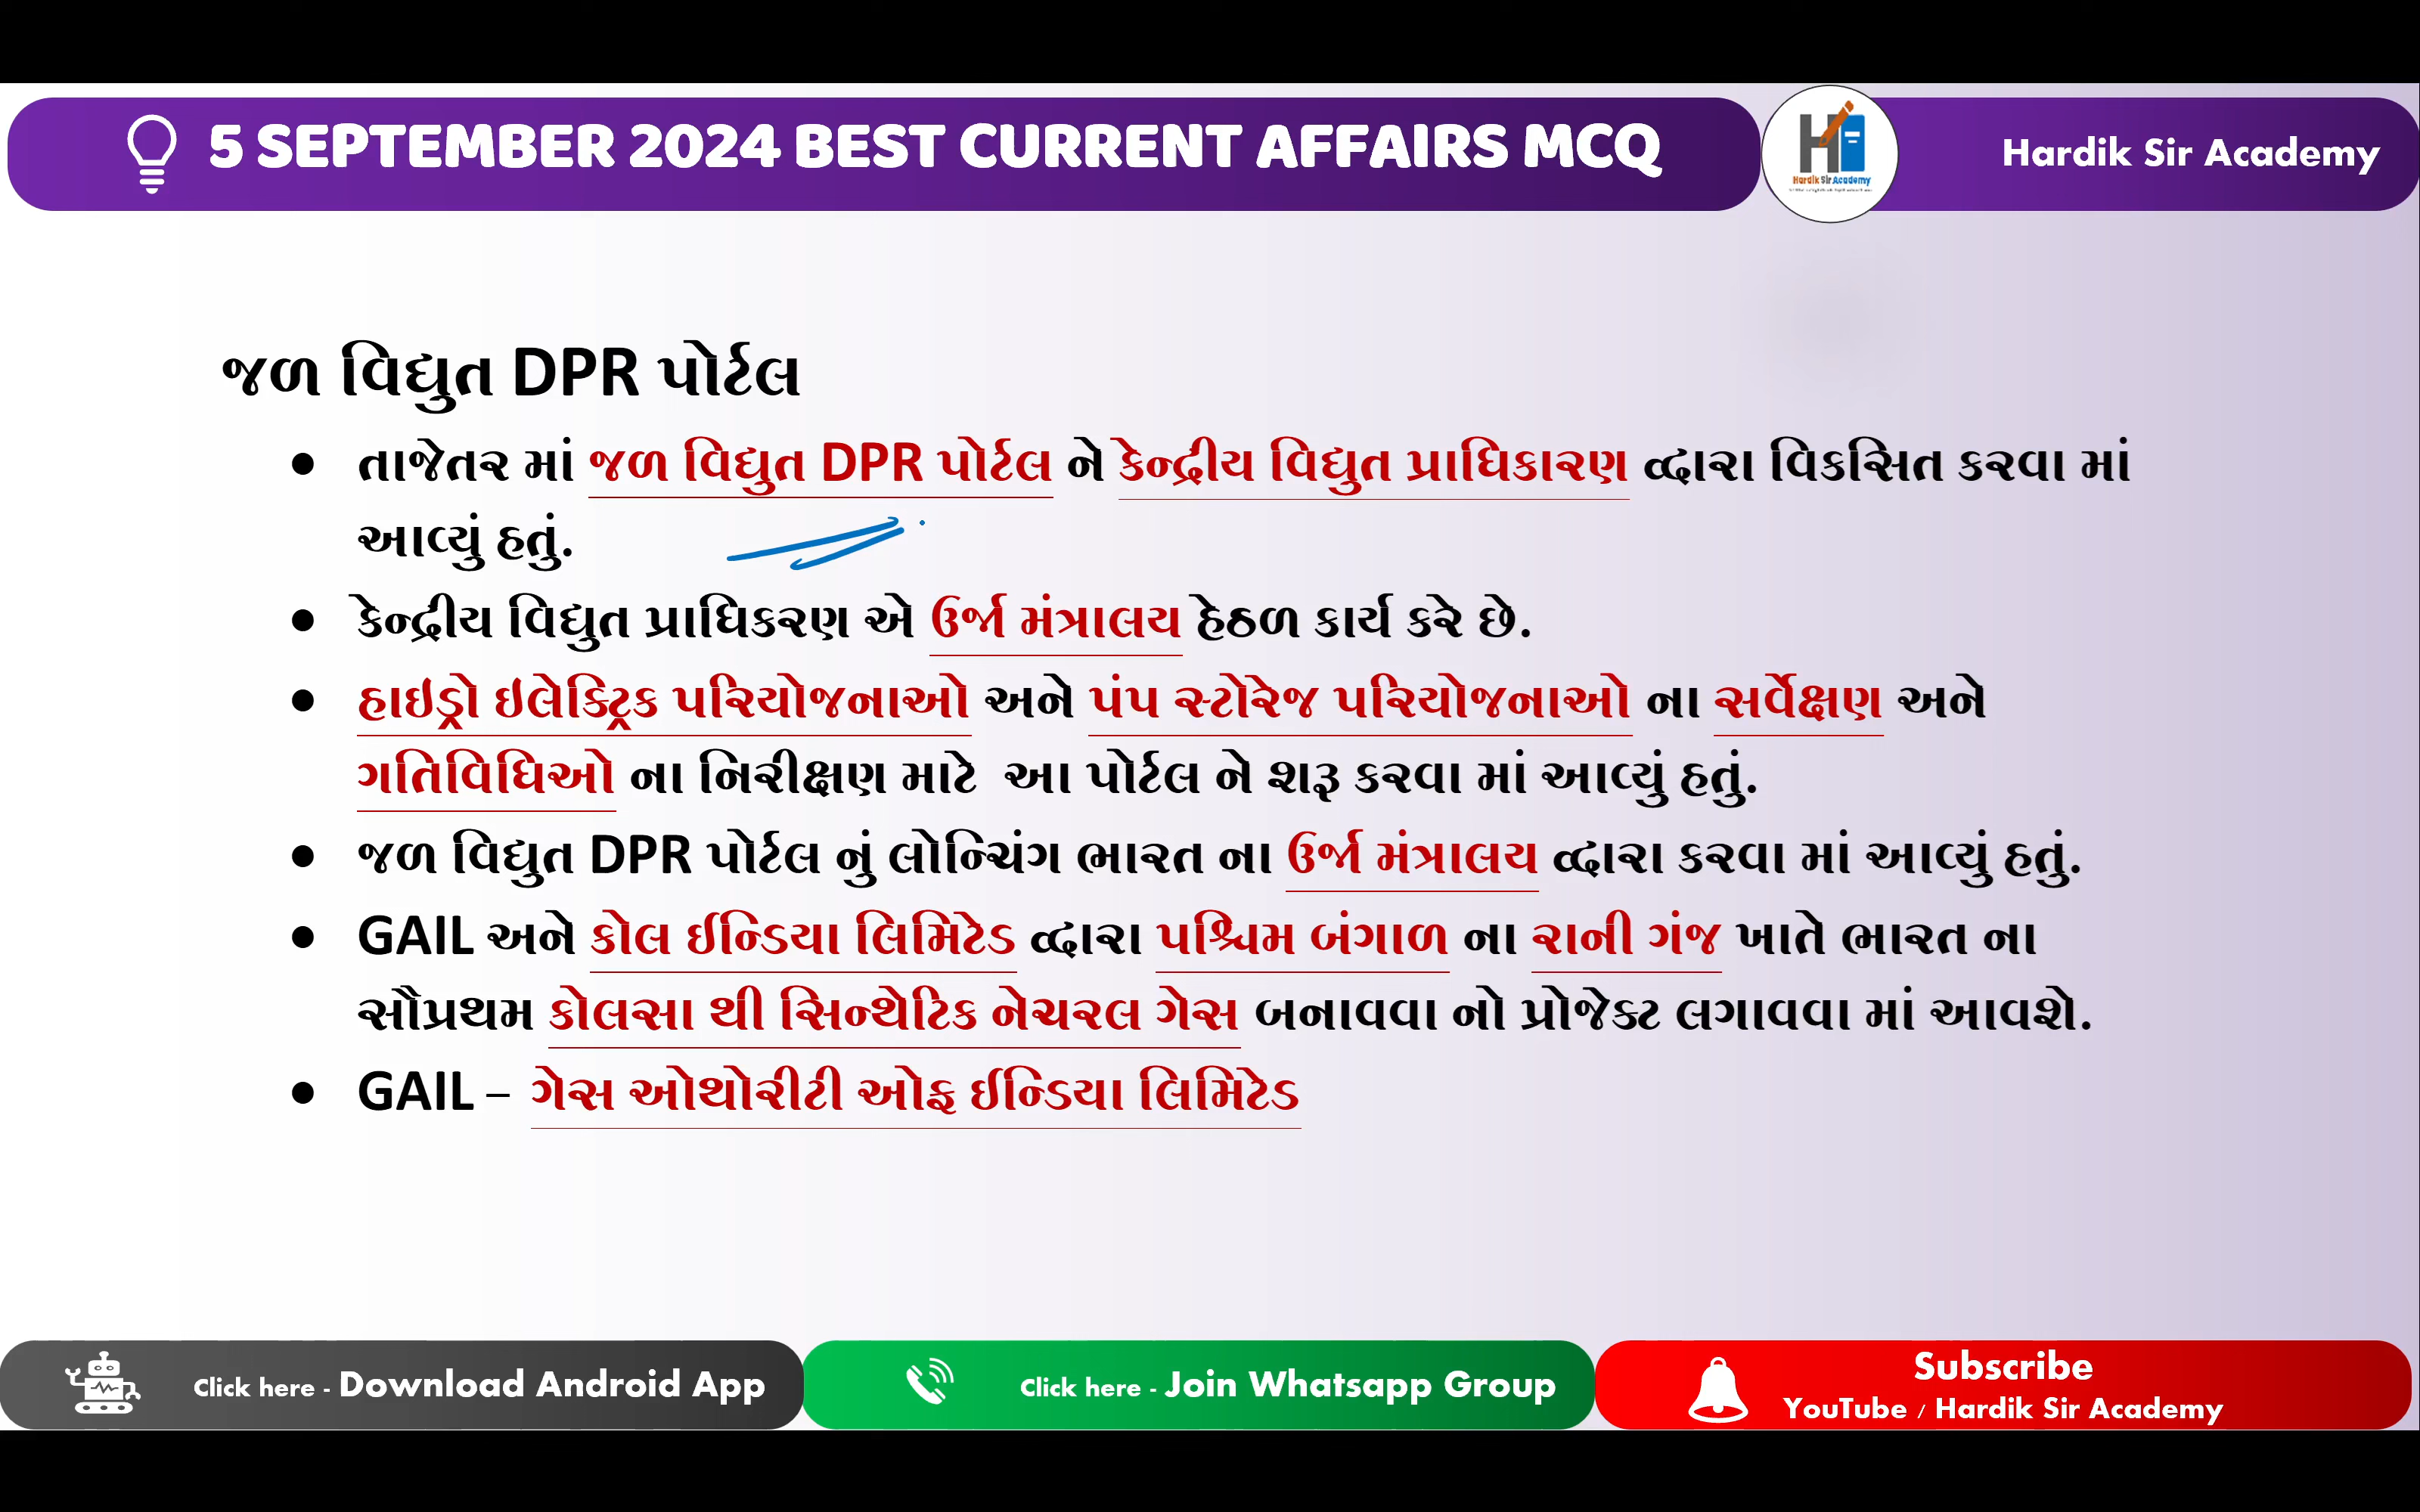 5 SEPTEMBER 2024 BEST CURRENT AFFAIRS MCQ
Hardik Sir Academy
Hardik Sir Academy
જળ વિદ્યુત DPR પોર્ટલ
● તાજેતર માં જળ વિદ્યુત DPR પોર્ટલ ને કેન્દ્રીય વિદ્યુત પ્રાધિકારણ દ્વારા વિકસિત કરવા માં
આવ્યું હતું.
● કેન્દ્રીય વિદ્યુત પ્રાધિકરણ એ ઉર્જા મંત્રાલય હેઠળ કાર્ય કરે છે.
● હાઇડ્રો ઇલેક્ટ્રિક પરિયોજનાઓ અને પંપ સ્ટોરેજ પરિયોજનાઓ ના સર્વેક્ષણ અને
ગતિવિધિઓ ના નિરીક્ષણ માટે આ પોર્ટલ ને શરૂ કરવા માં આવ્યું હતું.
● જળ વિદ્યુત DPR પોર્ટલ નું લોન્ચિંગ ભારત ના ઉર્જા મંત્રાલય દ્વારા કરવા માં આવ્યું હતું.
● GAIL અને કોલ ઈન્ડિયા લિમિટેડ દ્વારા પશ્ચિમ બંગાળ ના રાની ગંજ ખાતે ભારત ના
સૌપ્રથમ કોલસા થી સિન્થેટિક નેચરલ ગેસ બનાવવા નો પ્રોજેક્ટ લગાવવા માં આવશે.
● GAIL – ગેસ ઓથોરીટી ઓફ ઈન્ડિયા લિમિટેડ
Click here - Download Android App
Click here - Join Whatsapp Group
Subscribe
YouTube / Hardik Sir Academy